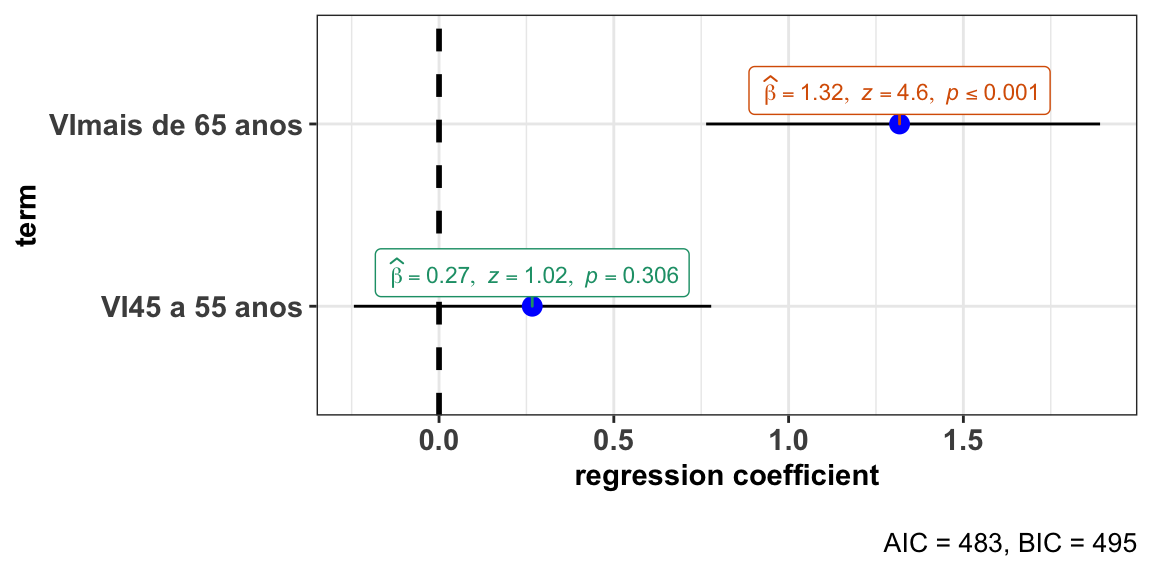 VImais de 65 anos
β̂ = 1.32, z = 4.6, p ≤ 0.001
term
β̂ = 0.27, z = 1.02, p = 0.306
VI45 a 55 anos
0.0 0.5 1.0 1.5
regression coefficient
AIC = 483, BIC = 495